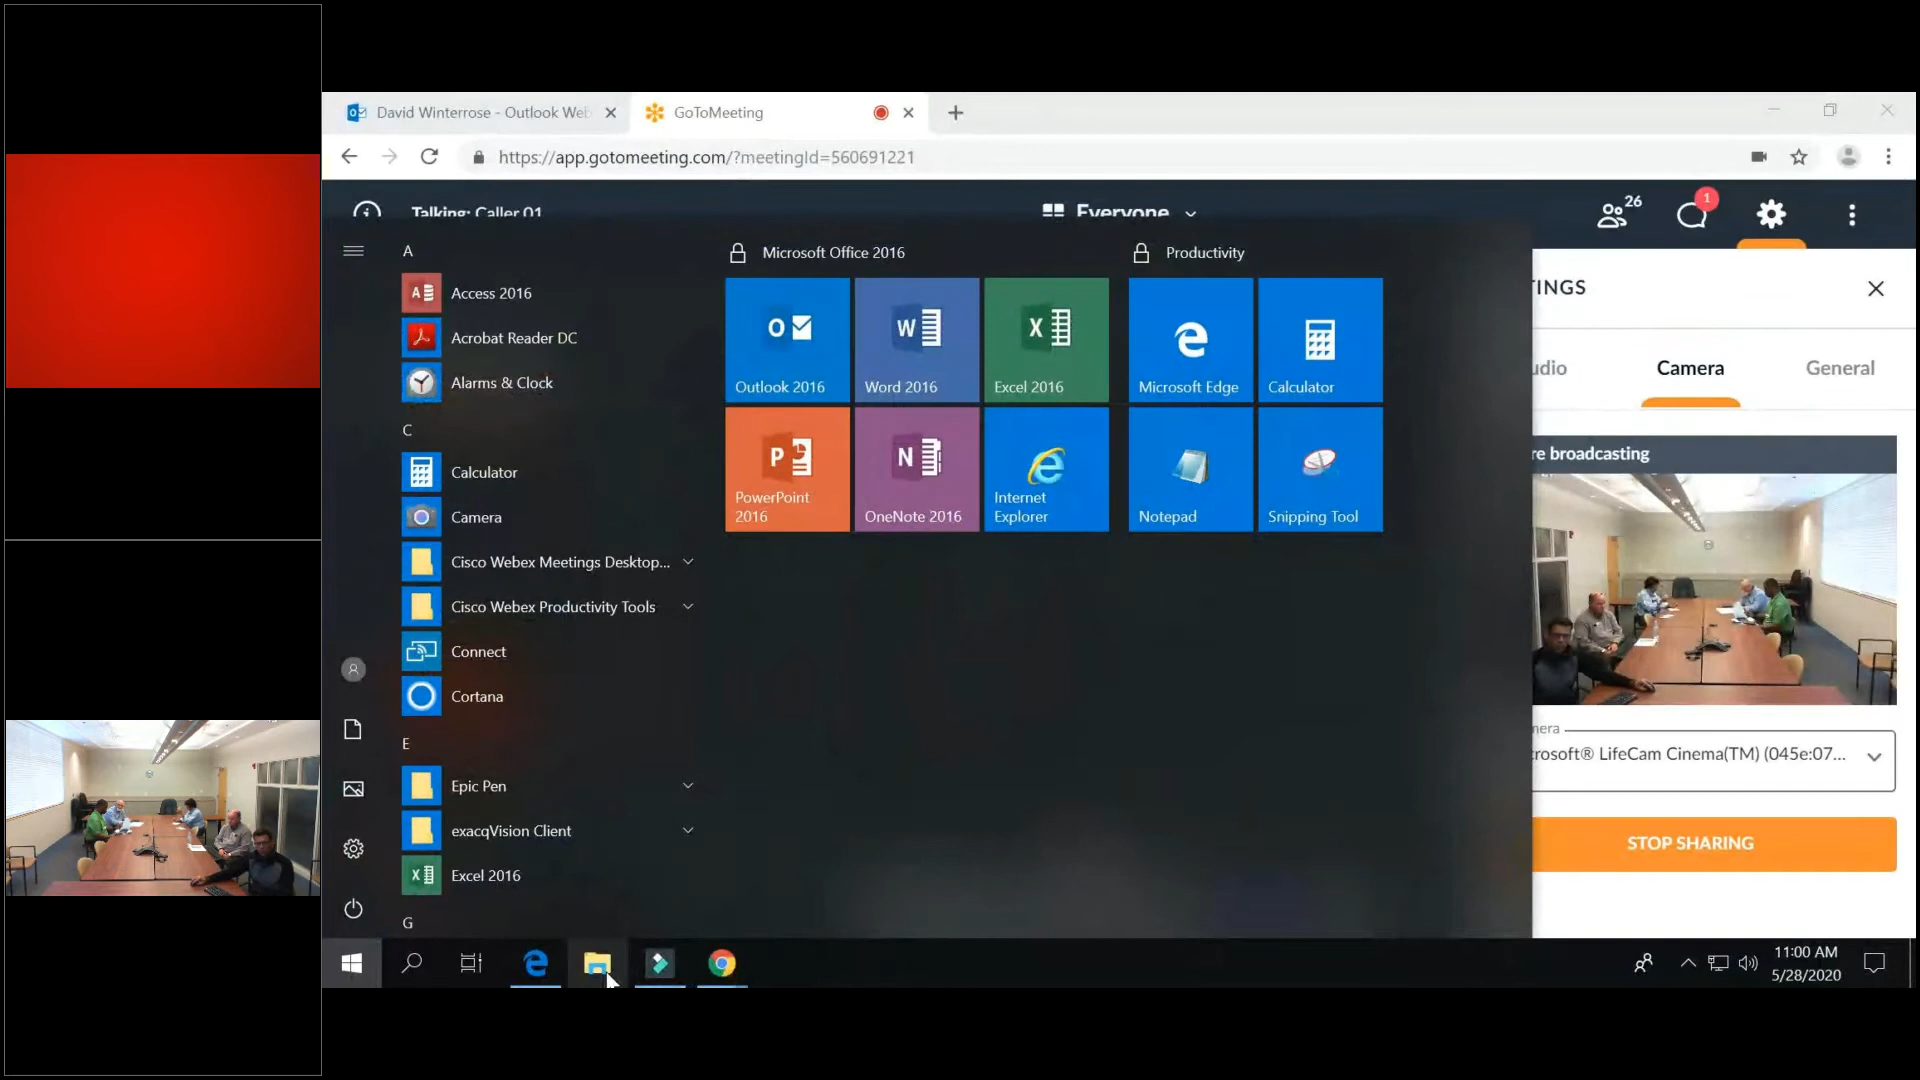 David Winterrose - Outlook Web
GoToMeeting
https://app.gotomeeting.com/?meetingId=560691221
Talking: Caller 01
Everyone
26
1
A
Access 2016
Acrobat Reader DC
Alarms & Clock
C
Calculator
Camera
Cisco Webex Meetings Desktop...
Cisco Webex Productivity Tools
Connect
Cortana
E
Epic Pen
exacqVision Client
Excel 2016
G
Microsoft Office 2016
Outlook 2016
Word 2016
Excel 2016
PowerPoint
2016
OneNote 2016
Internet
Explorer
Productivity
Microsoft Edge
Calculator
Notepad
Snipping Tool
TINGS
udio
Camera
General
re broadcasting
mera
rosoft® LifeCam Cinema(TM) (045e:07...
STOP SHARING
11:00 AM
5/28/2020